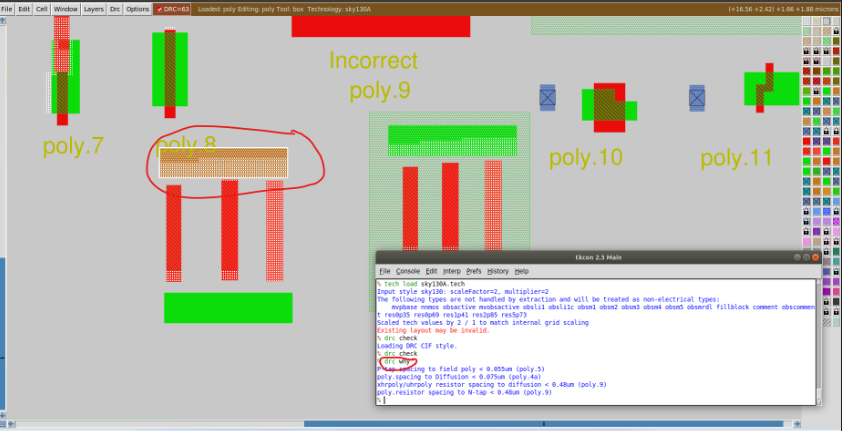 File Edit Cell Window Layers Drc Options DRC=63 Loaded: poly Editing: poly Tool: box Technology: sky130A (+16.56 +2.42) +1.66 +1.88 microns
Incorrect
poly.9
poly.7
poly.8
poly.10
poly.11
tkcon 2.3 Main
File Console Edit Interp Prefs History Help
% tech load sky130A.tech
Input style sky130: scaleFactor=2, multiplier=2
The following types are not handled by extraction and will be treated as non-electrical types:
mvpbase nnmos obsactive mvobsactive obsli1 obsli1c obsm1 obsm2 obsm3 obsm4 obsm5 obsmrdl fillblock comment obscommen
t res0p35 res0p69 res1p41 res2p85 res5p73
Scaled tech values by 2 / 1 to match internal grid scaling
Existing layout may be invalid.
% drc check
Loading DRC CIF style.
% drc check
% drc why
P-tap spacing to field poly < 0.055um (poly.5)
poly.spacing to Diffusion < 0.075um (poly.4a)
xhrpoly/uhrpoly resistor spacing to diffusion < 0.48um (poly.9)
poly.resistor spacing to N-tap < 0.48um (poly.9)
%